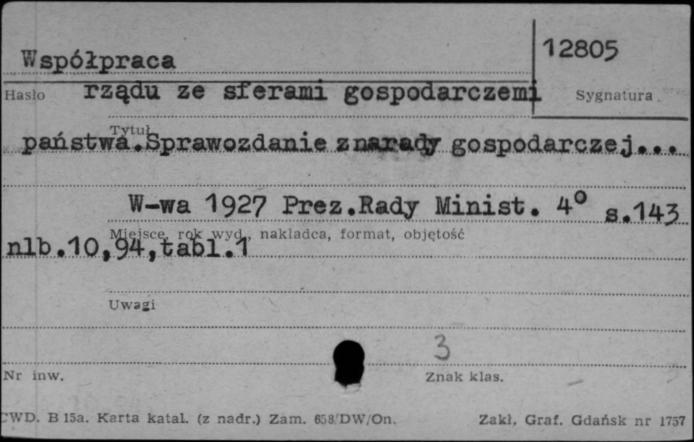 Współpraca
12805
Hasło rządu ze sferami gospodarczemi Sygnatura
Tytuł
państwa.Sprawozdanie z narady gospodarczej...
W-wa 1927 Prez.Rady Minist. 4° s.143
Miejsce, rok wyd., nakładca, format, objętość
nlb.10,94,tabl.1
Uwagi
3
Nr inw. Znak klas.
CWD. B 15a. Karta katal. (z nadr.) Zam. 658/DW/On. Zakł. Graf. Gdańsk nr 1757